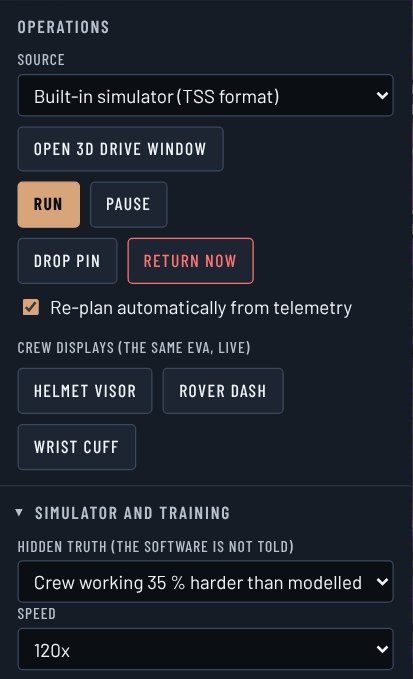 OPERATIONS
SOURCE
Built-in simulator (TSS format)
OPEN 3D DRIVE WINDOW
RUN PAUSE
DROP PIN RETURN NOW
Re-plan automatically from telemetry
CREW DISPLAYS (THE SAME EVA, LIVE)
HELMET VISOR ROVER DASH
WRIST CUFF
SIMULATOR AND TRAINING
HIDDEN TRUTH (THE SOFTWARE IS NOT TOLD)
Crew working 35 % harder than modelled
SPEED
120x